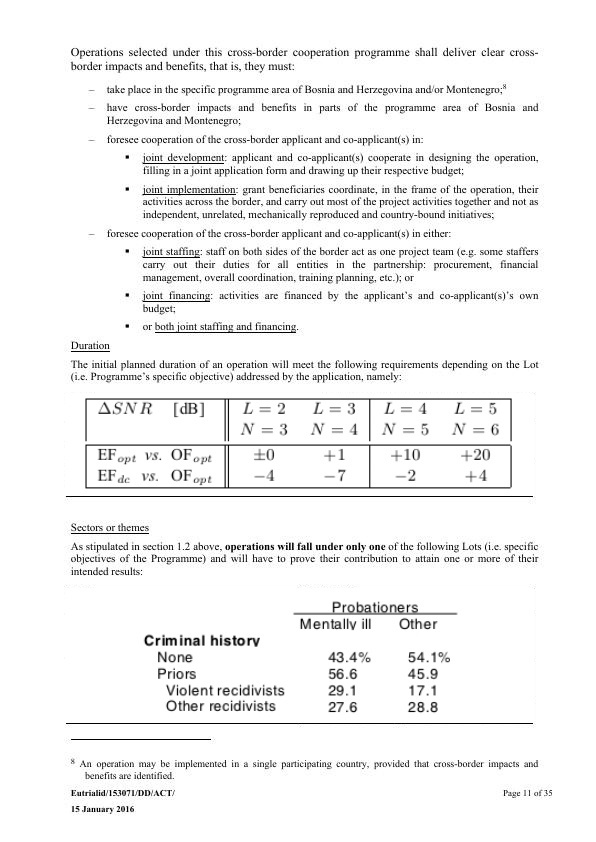 Operations selected under this cross-border cooperation programme shall deliver clear cross-
border impacts and benefits, that is, they must:
– take place in the specific programme area of Bosnia and Herzegovina and/or Montenegro;8
– have cross-border impacts and benefits in parts of the programme area of Bosnia and
Herzegovina and Montenegro;
– foresee cooperation of the cross-border applicant and co-applicant(s) in:
▪ joint development: applicant and co-applicant(s) cooperate in designing the operation,
filling in a joint application form and drawing up their respective budget;
▪ joint implementation: grant beneficiaries coordinate, in the frame of the operation, their
activities across the border, and carry out most of the project activities together and not as
independent, unrelated, mechanically reproduced and country-bound initiatives;
– foresee cooperation of the cross-border applicant and co-applicant(s) in either:
▪ joint staffing: staff on both sides of the border act as one project team (e.g. some staffers
carry out their duties for all entities in the partnership: procurement, financial
management, overall coordination, training planning, etc.); or
▪ joint financing: activities are financed by the applicant's and co-applicant(s)'s own
budget;
▪ or both joint staffing and financing.
Duration
The initial planned duration of an operation will meet the following requirements depending on the Lot
(i.e. Programme's specific objective) addressed by the application, namely:
ΔSNR [dB] L = 2 L = 3 L = 4 L = 5
N = 3 N = 4 N = 5 N = 6
EFopt vs. OFopt ±0 +1 +10 +20
EFdc vs. OFopt −4 −7 −2 +4
Sectors or themes
As stipulated in section 1.2 above, operations will fall under only one of the following Lots (i.e. specific
objectives of the Programme) and will have to prove their contribution to attain one or more of their
intended results:
Probationers
Mentally ill Other
Criminal history
None 43.4% 54.1%
Priors 56.6 45.9
Violent recidivists 29.1 17.1
Other recidivists 27.6 28.8
8 An operation may be implemented in a single participating country, provided that cross-border impacts and
benefits are identified.
Eutrialid/153071/DD/ACT/ Page 11 of 35
15 January 2016